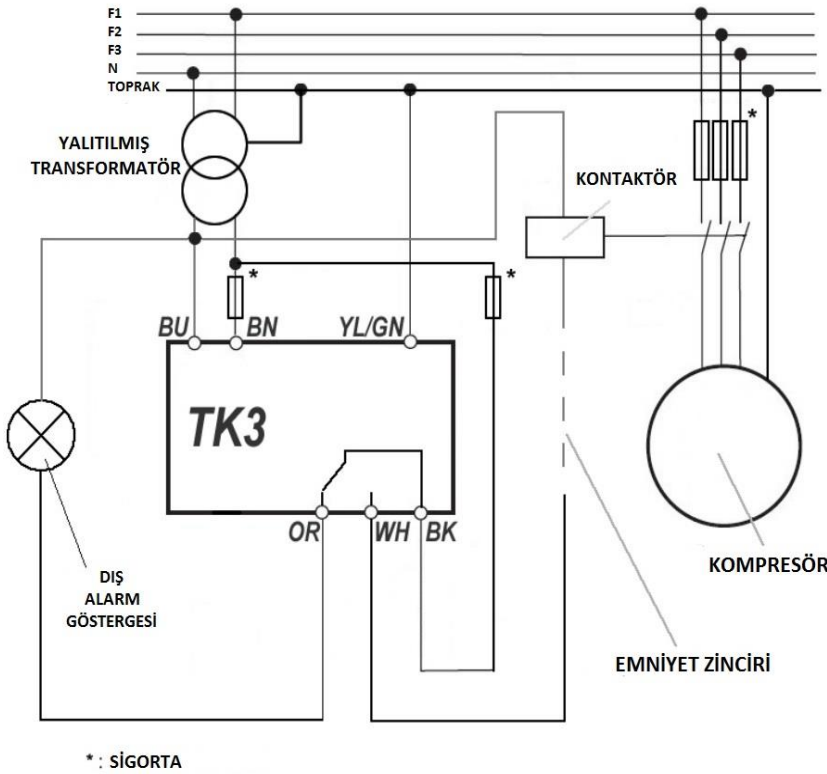 F1
F2
F3
N
TOPRAK
YALITILMIŞ
TRANSFORMATÖR
*
KONTAKTÖR
*
*
BU
BN
YL/GN
TK3
OR
WH
BK
DIŞ
ALARM
GÖSTERGESİ
KOMPRESÖR
EMNİYET ZİNCİRİ
* : SİGORTA